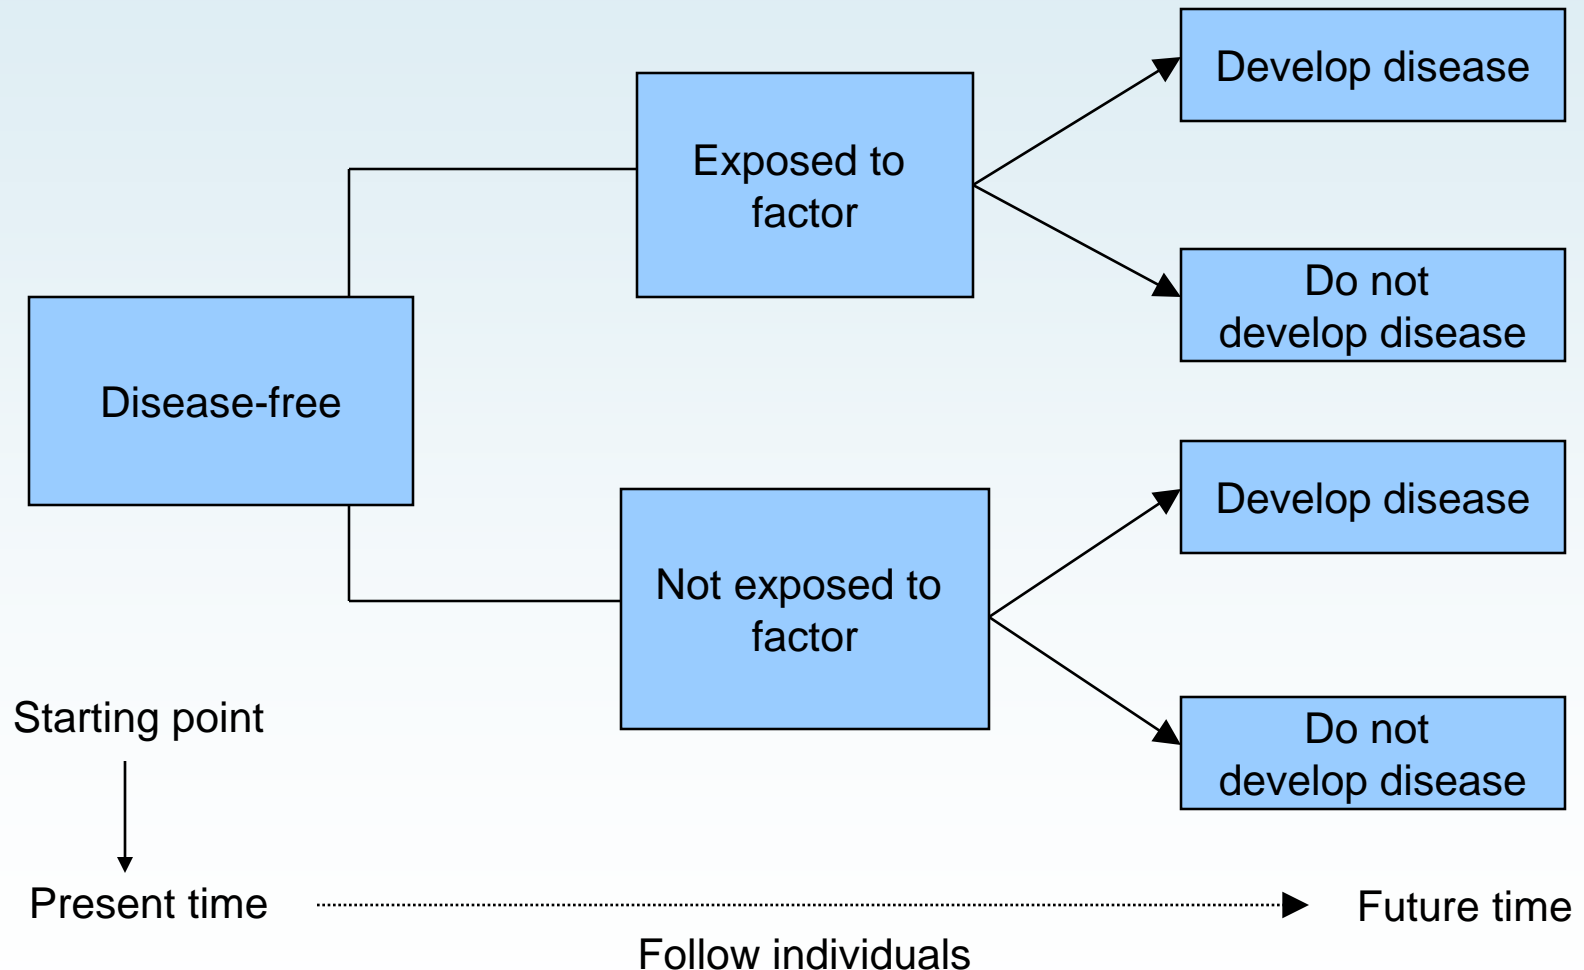 Develop disease
Exposed to
factor
Do not
develop disease
Disease-free
Develop disease
Not exposed to
factor
Do not
develop disease
Starting point
Present time
Future time
Follow individuals